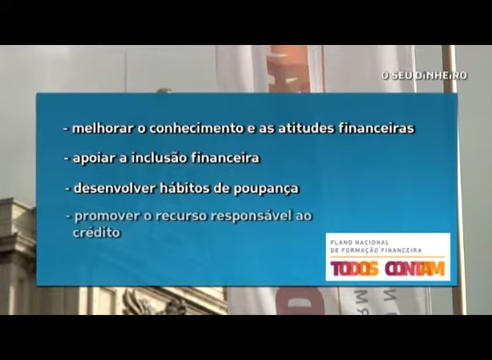 O SEU DiNHEiRO
- melhorar o conhecimento e as atitudes financeiras
- apoiar a inclusão financeira
- desenvolver hábitos de poupança
- promover o recurso responsável ao
crédito
PLANO NACIONAL
DE FORMAÇÃO FINANCEIRA
TODOS CONTAM